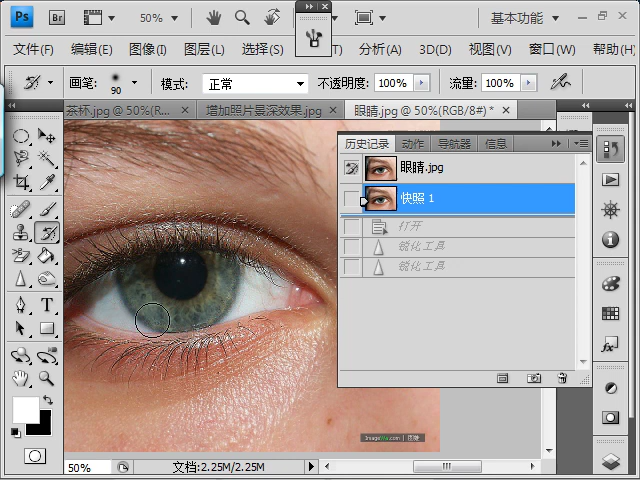 Ps Br 50% 基本功能
文件(F) 编辑(E) 图像(I) 图层(L) 选择(S) (T) 分析(A) 3D(D) 视图(V) 窗口(W) 帮助(H)
画笔: 90 模式: 正常 不透明度: 100% 流量: 100%
茶杯.jpg @ 50%(R... 增加照片景深效果.jpg 眼睛.jpg @ 50%(RGB/8#) *
历史记录 动作 导航器 信息
眼睛.jpg
快照 1
打开
锐化工具
锐化工具
T
fx
50% 文档:2.25M/2.25M